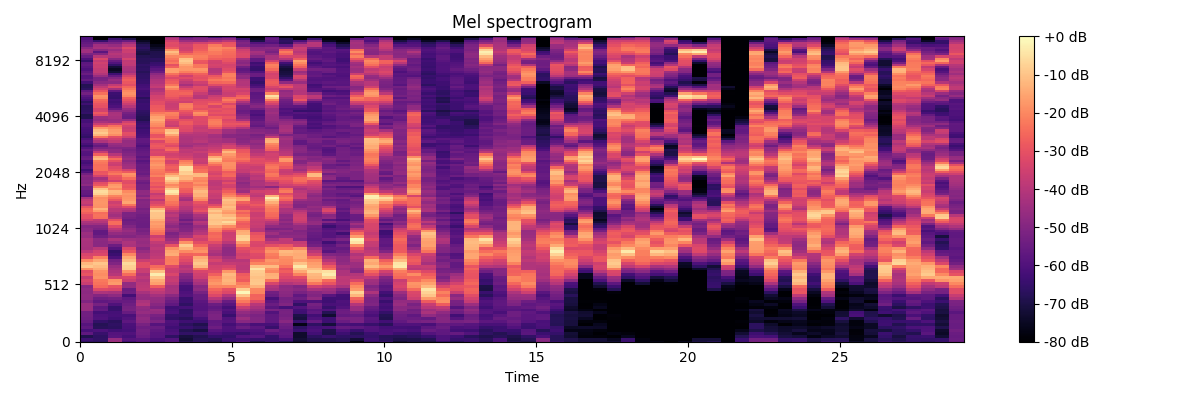 Mel spectrogram
Hz
8192
4096
2048
1024
512
0
0 5 10 15 20 25
Time
+0 dB
-10 dB
-20 dB
-30 dB
-40 dB
-50 dB
-60 dB
-70 dB
-80 dB